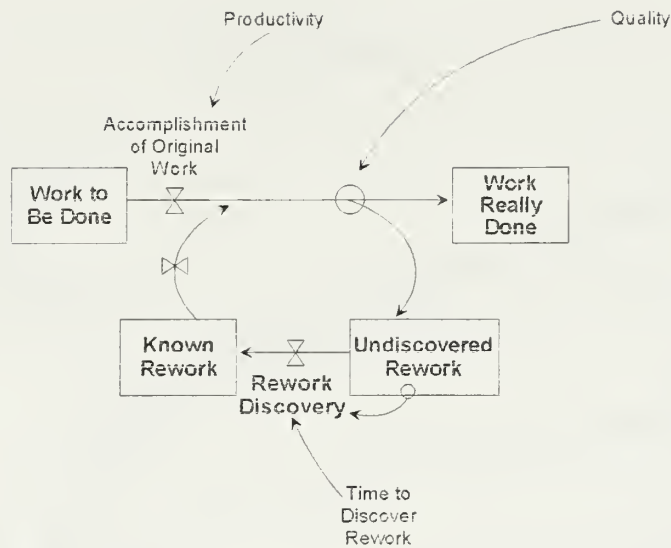 Productivity
Quality
Accomplishment
of Original
Work
Work to
Be Done
Work
Really
Done
Known
Rework
Undiscovered
Rework
Rework
Discovery
Time to
Discover
Rework